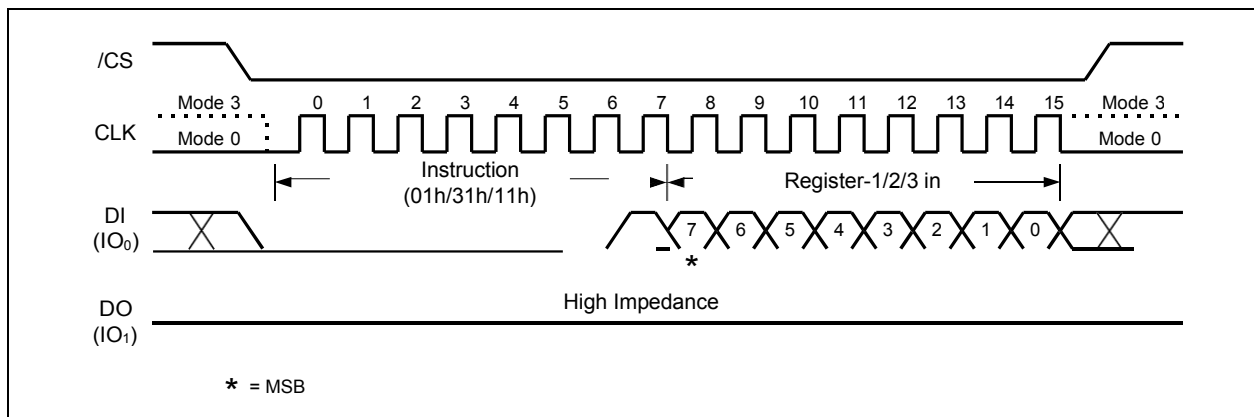 /CS
Mode 3 0 1 2 3 4 5 6 7 8 9 10 11 12 13 14 15 Mode 3
CLK Mode 0 Mode 0
Instruction
(01h/31h/11h)
Register-1/2/3 in
DI
(IO₀)
7 6 5 4 3 2 1 0
*
High Impedance
DO
(IO₁)
* = MSB